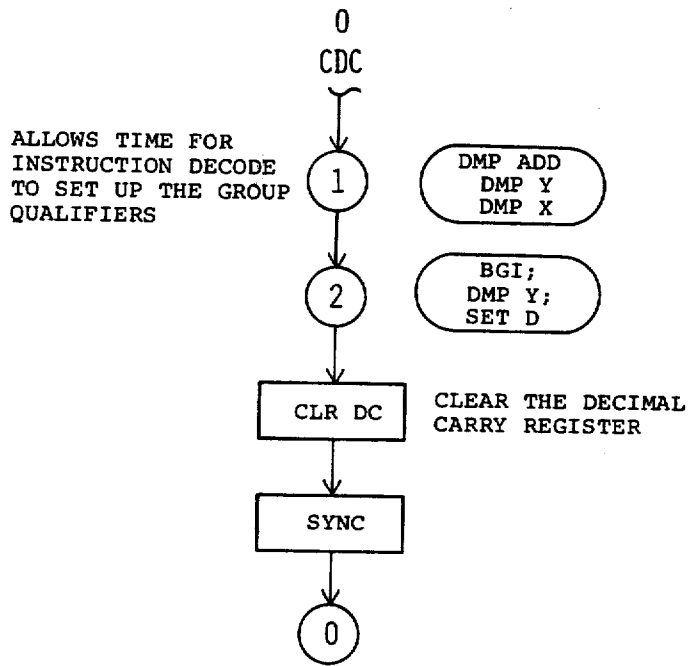 0
CDC
ALLOWS TIME FOR
INSTRUCTION DECODE
TO SET UP THE GROUP
QUALIFIERS
1
DMP ADD
DMP Y
DMP X
2
BGI;
DMP Y;
SET D
CLR DC
CLEAR THE DECIMAL
CARRY REGISTER
SYNC
0